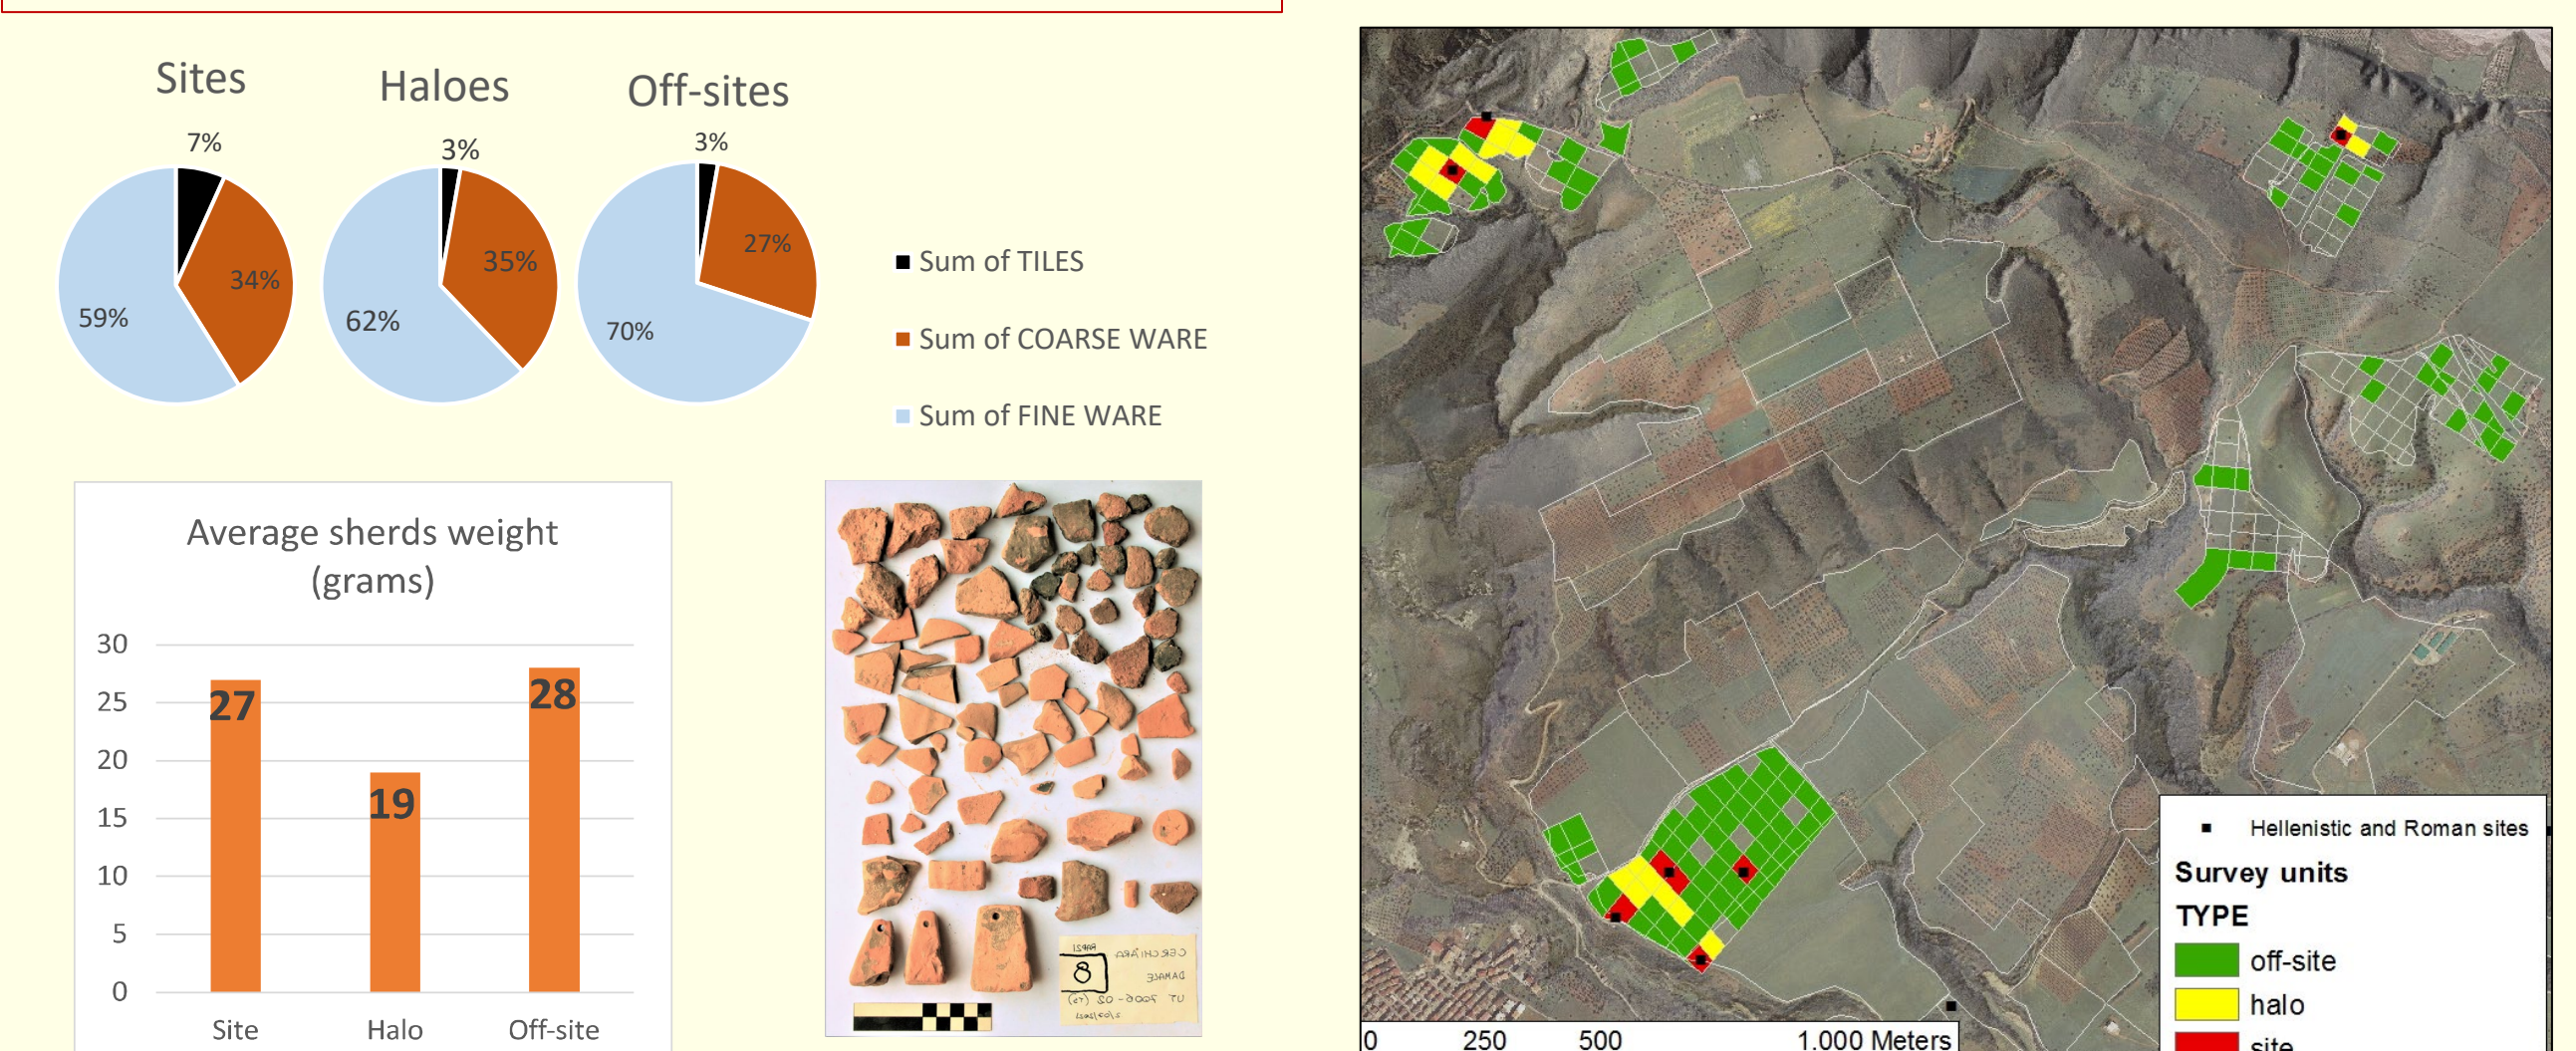 Sites
7%
34%
59%
Haloes
3%
35%
62%
Off-sites
3%
27%
70%
Sum of TILES
Sum of COARSE WARE
Sum of FINE WARE
Average sherds weight
(grams)
30
25
20
15
10
5
0
27
19
28
Site
Halo
Off-site
CERCHIARA
DAMALE
8
Hellenistic and Roman sites
Survey units
TYPE
off-site
halo
site
0 250 500 1.000 Meters